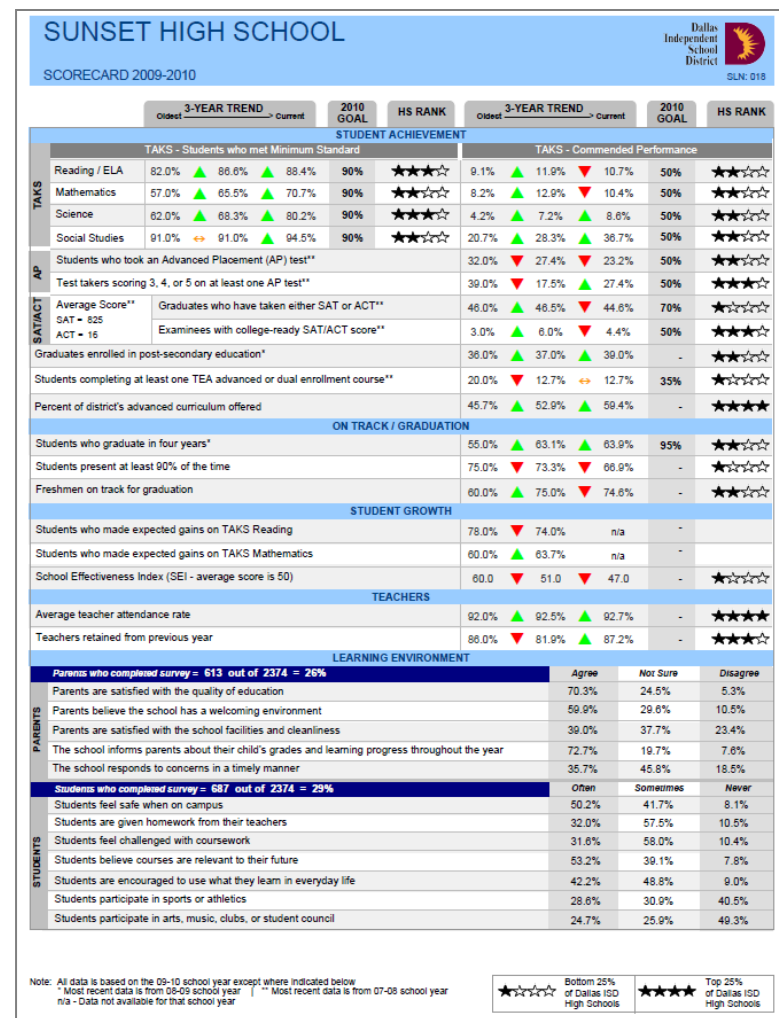 SUNSET HIGH SCHOOL
SCORECARD 2009-2010
Dallas
Independent
School
District
SLN: 018
3-YEAR TREND 2010 GOAL HS RANK 3-YEAR TREND 2010 GOAL HS RANK
Oldest > Current Oldest > Current
STUDENT ACHIEVEMENT
TAKS - Students who met Minimum Standard TAKS - Commended Performance
TAKS
Reading / ELA 82.0% ▲ 86.6% ▲ 88.4% 90% ★★★☆ 9.1% ▲ 11.9% ▼ 10.7% 50% ★★☆☆
Mathematics 57.0% ▲ 65.5% ▲ 70.7% 90% ★★☆☆ 8.2% ▲ 12.9% ▼ 10.4% 50% ★★☆☆
Science 62.0% ▲ 68.3% ▲ 80.2% 90% ★★★☆ 4.2% ▲ 7.2% ▲ 8.6% 50% ★★☆☆
Social Studies 91.0% ⇔ 91.0% ▲ 94.5% 90% ★★☆☆ 20.7% ▲ 28.3% ▲ 36.7% 50% ★★☆☆
AP
Students who took an Advanced Placement (AP) test** 32.0% ▼ 27.4% ▼ 23.2% 50% ★★☆☆
Test takers scoring 3, 4, or 5 on at least one AP test** 39.0% ▼ 17.5% ▲ 27.4% 50% ★★★☆
SAT/ACT
Average Score**
SAT = 825
ACT = 16
Graduates who have taken either SAT or ACT** 46.0% ▲ 46.5% ▼ 44.6% 70% ★☆☆☆
Examinees with college-ready SAT/ACT score** 3.0% ▲ 6.0% ▼ 4.4% 50% ★★★☆
Graduates enrolled in post-secondary education* 36.0% ▲ 37.0% ▲ 39.0% - ★★☆☆
Students completing at least one TEA advanced or dual enrollment course** 20.0% ▼ 12.7% ⇔ 12.7% 35% ★☆☆☆
Percent of district's advanced curriculum offered 45.7% ▲ 52.9% ▲ 59.4% - ★★★★
ON TRACK / GRADUATION
Students who graduate in four years* 55.0% ▲ 63.1% ▲ 63.9% 95% ★★☆☆
Students present at least 90% of the time 75.0% ▼ 73.3% ▼ 66.9% - ★☆☆☆
Freshmen on track for graduation 60.0% ▲ 75.0% ▼ 74.6% - ★★☆☆
STUDENT GROWTH
Students who made expected gains on TAKS Reading 78.0% ▼ 74.0% n/a -
Students who made expected gains on TAKS Mathematics 60.0% ▲ 63.7% n/a -
School Effectiveness Index (SEI - average score is 50) 60.0 ▼ 51.0 ▼ 47.0 - ★☆☆☆
TEACHERS
Average teacher attendance rate 92.0% ▲ 92.5% ▲ 92.7% - ★★★★
Teachers retained from previous year 86.0% ▼ 81.9% ▲ 87.2% - ★★★☆
LEARNING ENVIRONMENT
PARENTS
Parents who completed survey = 613 out of 2374 = 26% Agree Not Sure Disagree
Parents are satisfied with the quality of education 70.3% 24.5% 5.3%
Parents believe the school has a welcoming environment 59.9% 29.6% 10.5%
Parents are satisfied with the school facilities and cleanliness 39.0% 37.7% 23.4%
The school informs parents about their child's grades and learning progress throughout the year 72.7% 19.7% 7.6%
The school responds to concerns in a timely manner 35.7% 45.8% 18.5%
STUDENTS
Students who completed survey = 687 out of 2374 = 29% Often Sometimes Never
Students feel safe when on campus 50.2% 41.7% 8.1%
Students are given homework from their teachers 32.0% 57.5% 10.5%
Students feel challenged with coursework 31.6% 58.0% 10.4%
Students believe courses are relevant to their future 53.2% 39.1% 7.8%
Students are encouraged to use what they learn in everyday life 42.2% 48.8% 9.0%
Students participate in sports or athletics 28.6% 30.9% 40.5%
Students participate in arts, music, clubs, or student council 24.7% 25.9% 49.3%
Note: All data is based on the 09-10 school year except where indicated below
* Most recent data is from 08-09 school year | ** Most recent data is from 07-08 school year
n/a - Data not available for that school year
★☆☆☆ Bottom 25% of Dallas ISD High Schools
★★★★ Top 25% of Dallas ISD High Schools